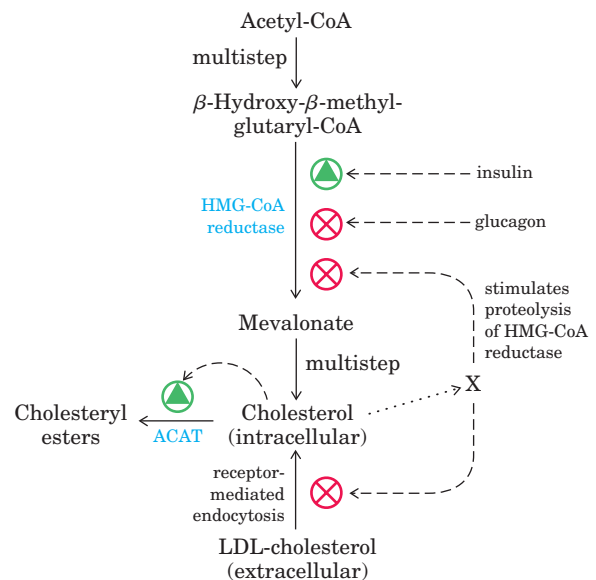 Acetyl-CoA
multistep
β-Hydroxy-β-methyl-
glutaryl-CoA
insulin
HMG-CoA
reductase
glucagon
stimulates
proteolysis
of HMG-CoA
reductase
Mevalonate
multistep
X
Cholesteryl
esters
ACAT
Cholesterol
(intracellular)
receptor-
mediated
endocytosis
LDL-cholesterol
(extracellular)